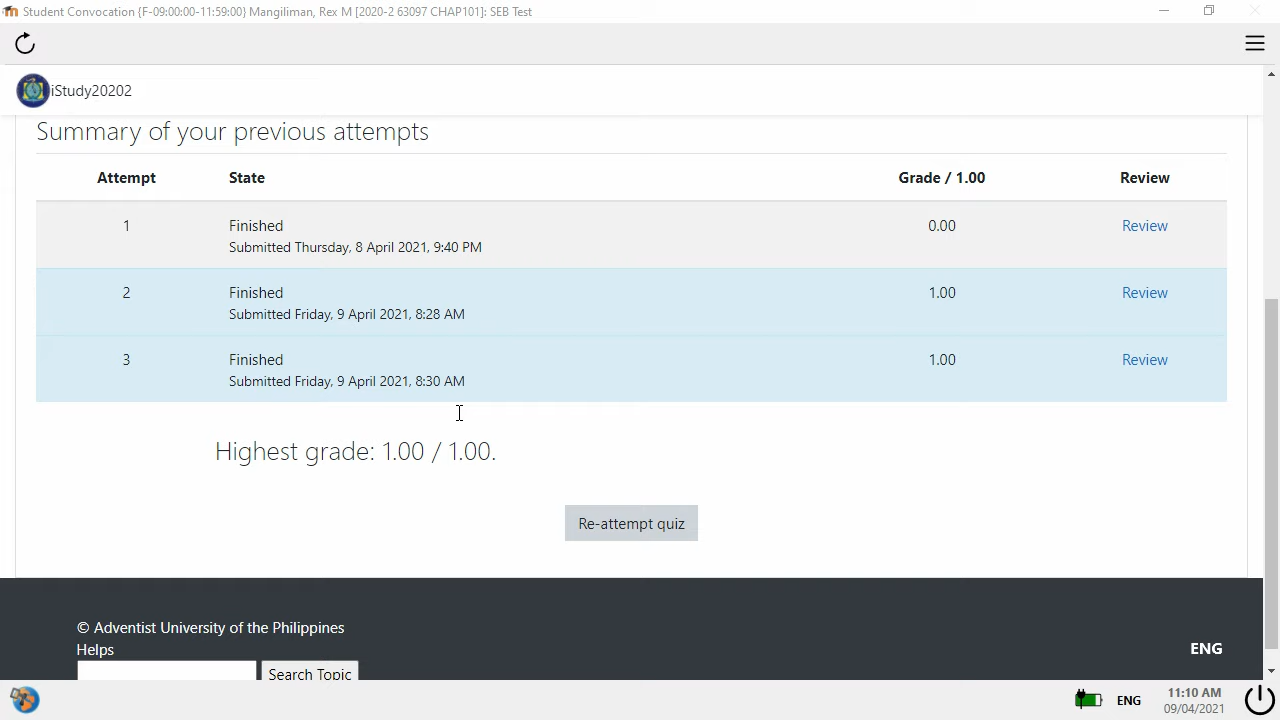 Student Convocation {F-09:00:00-11:59:00} Mangiliman, Rex M [2020-2 63097 CHAP101]: SEB Test
iStudy20202
Summary of your previous attempts
Attempt State Grade / 1.00 Review
1 Finished 0.00 Review
Submitted Thursday, 8 April 2021, 9:40 PM
2 Finished 1.00 Review
Submitted Friday, 9 April 2021, 8:28 AM
3 Finished 1.00 Review
Submitted Friday, 9 April 2021, 8:30 AM
Highest grade: 1.00 / 1.00.
Re-attempt quiz
© Adventist University of the Philippines
Helps
ENG
Search Topic
ENG
11:10 AM
09/04/2021